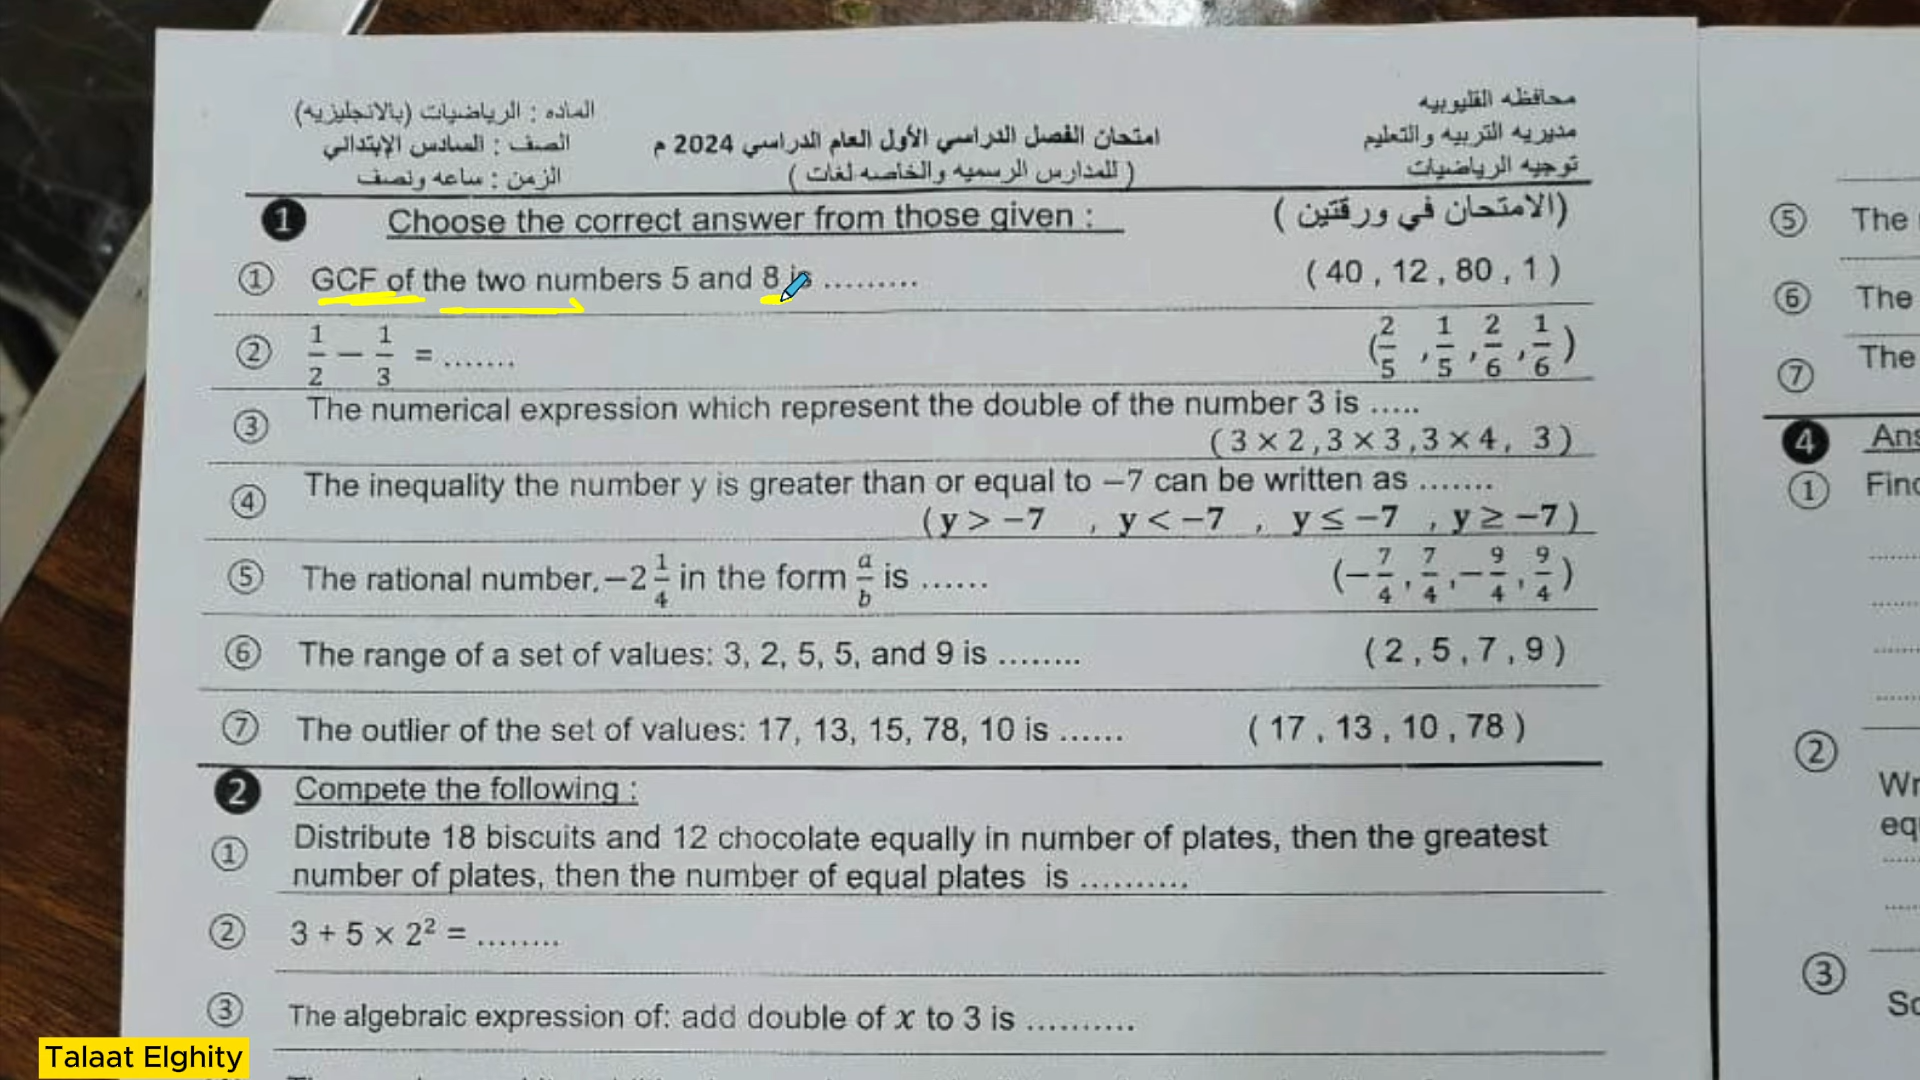 محافظه القليوبيه
مديريه التربيه والتعليم
توجيه الرياضيات
امتحان الفصل الدراسي الأول العام الدراسي 2024 م
( للمدارس الرسميه والخاصه لغات )
الماده : الرياضيات (بالانجليزيه)
الصف : السادس الإبتدائي
الزمن : ساعه ونصف
1 Choose the correct answer from those given : (الامتحان في ورقتين )
① GCF of the two numbers 5 and 8 is ......... ( 40 , 12 , 80 , 1 )
② 1/2 − 1/3 = ....... (2/5 , 1/5 , 2/6 , 1/6)
③ The numerical expression which represent the double of the number 3 is .....
( 3 × 2 , 3 × 3 , 3 × 4 , 3 )
④ The inequality the number y is greater than or equal to −7 can be written as .......
( y > −7 , y < −7 , y ≤ −7 , y ≥ −7 )
⑤ The rational number, −2 1/4 in the form a/b is ...... (−7/4 , 7/4 , −9/4 , 9/4)
⑥ The range of a set of values: 3, 2, 5, 5, and 9 is ........ ( 2 , 5 , 7 , 9 )
⑦ The outlier of the set of values: 17, 13, 15, 78, 10 is ...... ( 17 , 13 , 10 , 78 )
2 Compete the following :
① Distribute 18 biscuits and 12 chocolate equally in number of plates, then the greatest
number of plates, then the number of equal plates is ..........
② 3 + 5 × 2² = ........
③ The algebraic expression of: add double of x to 3 is ..........
Talaat Elghity
⑤ The
⑥ The
⑦ The
4
①
②
③